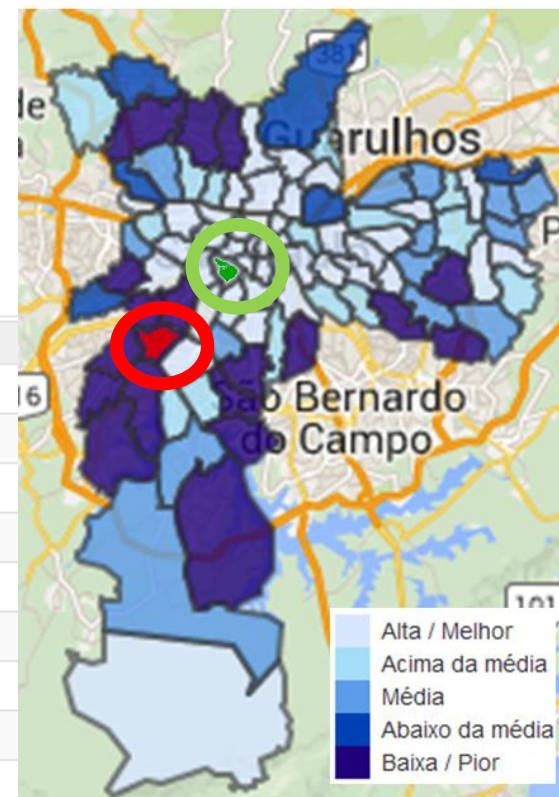 de
381
Guarulhos
16
São Bernardo
do Campo
101
Alta / Melhor
Acima da média
Média
Abaixo da média
Baixa / Pior